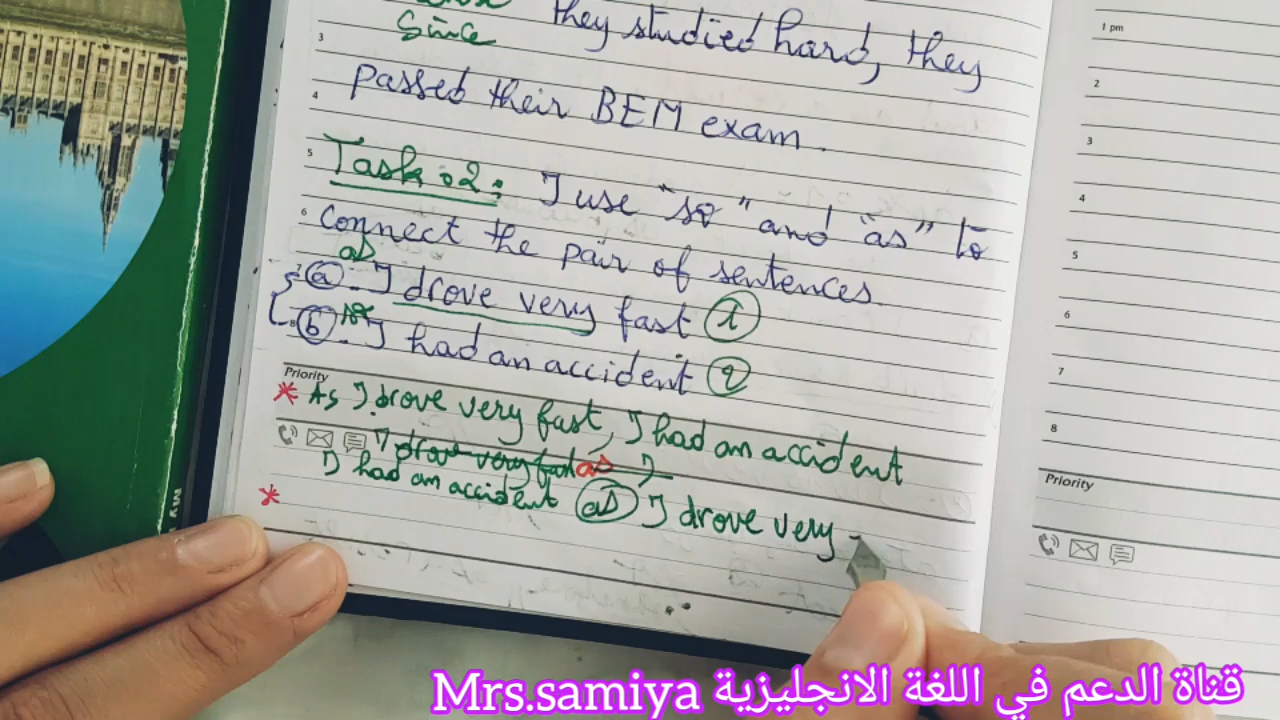 Since they studied hard, they
passed their BEM exam.
Task 02: I use "so" and "as" to
connect the pair of sentences.
as
a. I drove very fast 1
so
b. I had an accident 2
Priority
* As I drove very fast, I had an accident
I drove very fast as I
I had an accident as I drove very
*
3
4
5
6
7
8
1 pm
2
3
4
5
6
7
8
Priority
Mrs.samiya قناة الدعم في اللغة الانجليزية